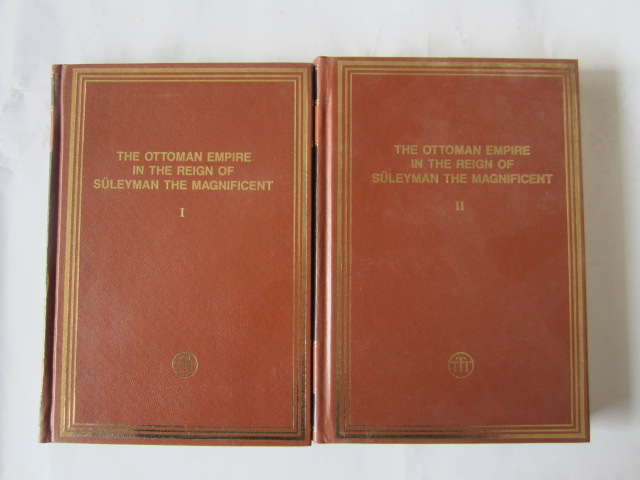 THE OTTOMAN EMPIRE
IN THE REIGN OF
SÜLEYMAN THE MAGNIFICENT
I
THE OTTOMAN EMPIRE
IN THE REIGN OF
SÜLEYMAN THE MAGNIFICENT
II